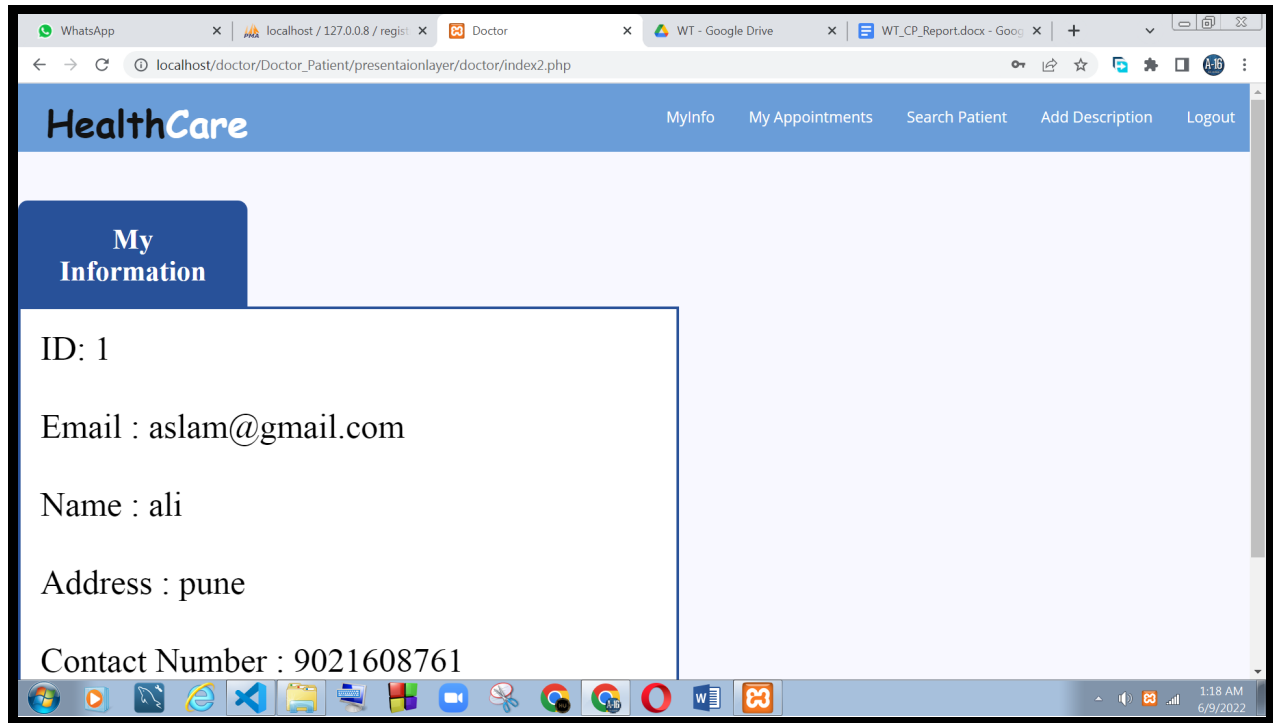 WhatsApp
localhost / 127.0.0.8 / regist
Doctor
WT - Google Drive
WT_CP_Report.docx - Goog
localhost/doctor/Doctor_Patient/presentaionlayer/doctor/index2.php
A-16
HealthCare
MyInfo
My Appointments
Search Patient
Add Description
Logout
My
Information
ID: 1
Email : aslam@gmail.com
Name : ali
Address : pune
Contact Number : 9021608761
1:18 AM
6/9/2022